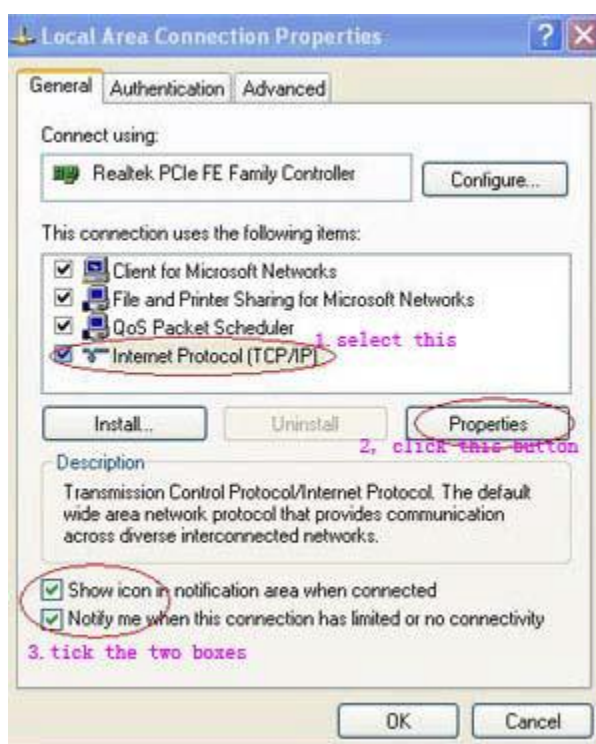 Local Area Connection Properties
General Authentication Advanced
Connect using:
Realtek PCIe FE Family Controller
Configure...
This connection uses the following items:
Client for Microsoft Networks
File and Printer Sharing for Microsoft Networks
QoS Packet Scheduler
1 select this
Internet Protocol (TCP/IP)
Install... Uninstall Properties
2, click this button
Description
Transmission Control Protocol/Internet Protocol. The default
wide area network protocol that provides communication
across diverse interconnected networks.
Show icon in notification area when connected
Notify me when this connection has limited or no connectivity
3. tick the two boxes
OK Cancel